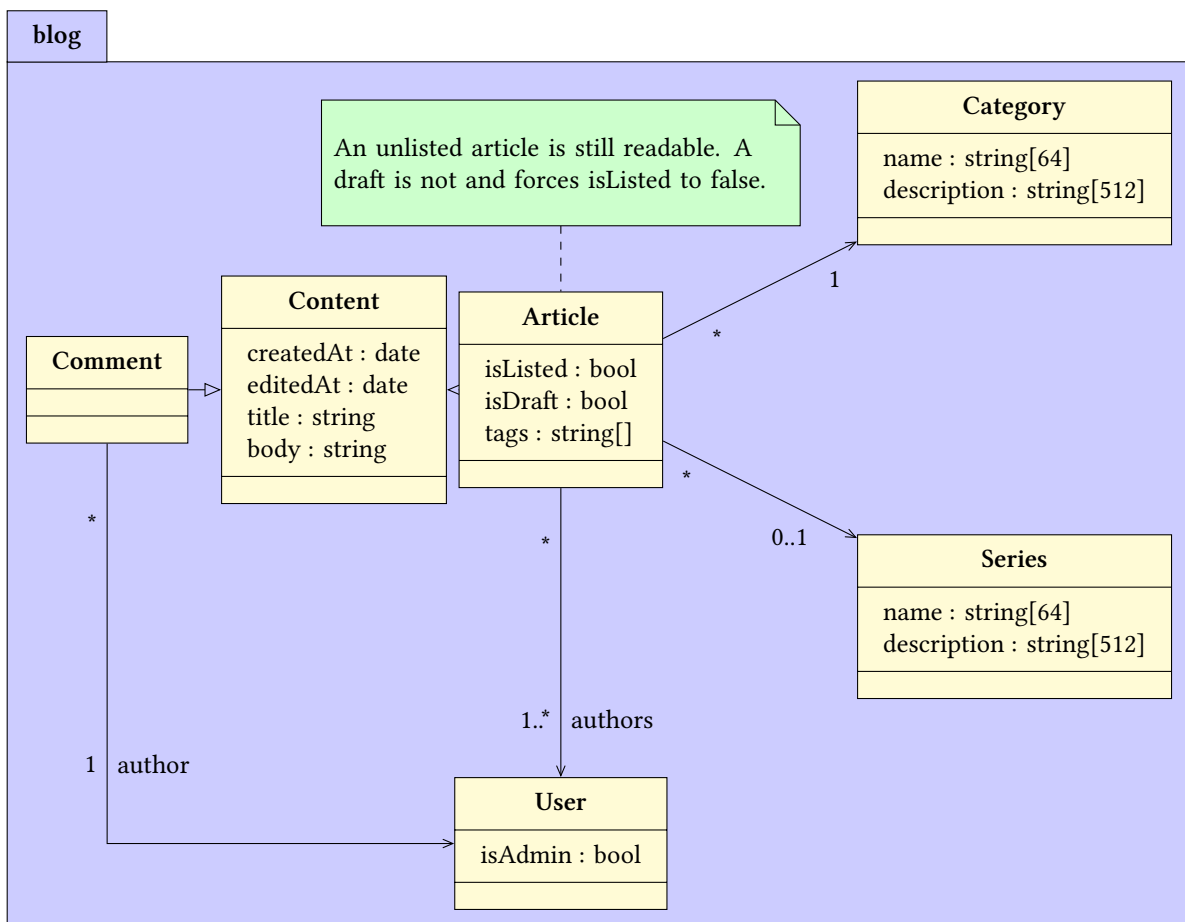 blog
An unlisted article is still readable. A
draft is not and forces isListed to false.
Category
name : string[64]
description : string[512]
1
*
Content
createdAt : date
editedAt : date
title : string
body : string
Article
isListed : bool
isDraft : bool
tags : string[]
Comment
*
*
*
0..1
Series
name : string[64]
description : string[512]
1..* authors
1 author
User
isAdmin : bool